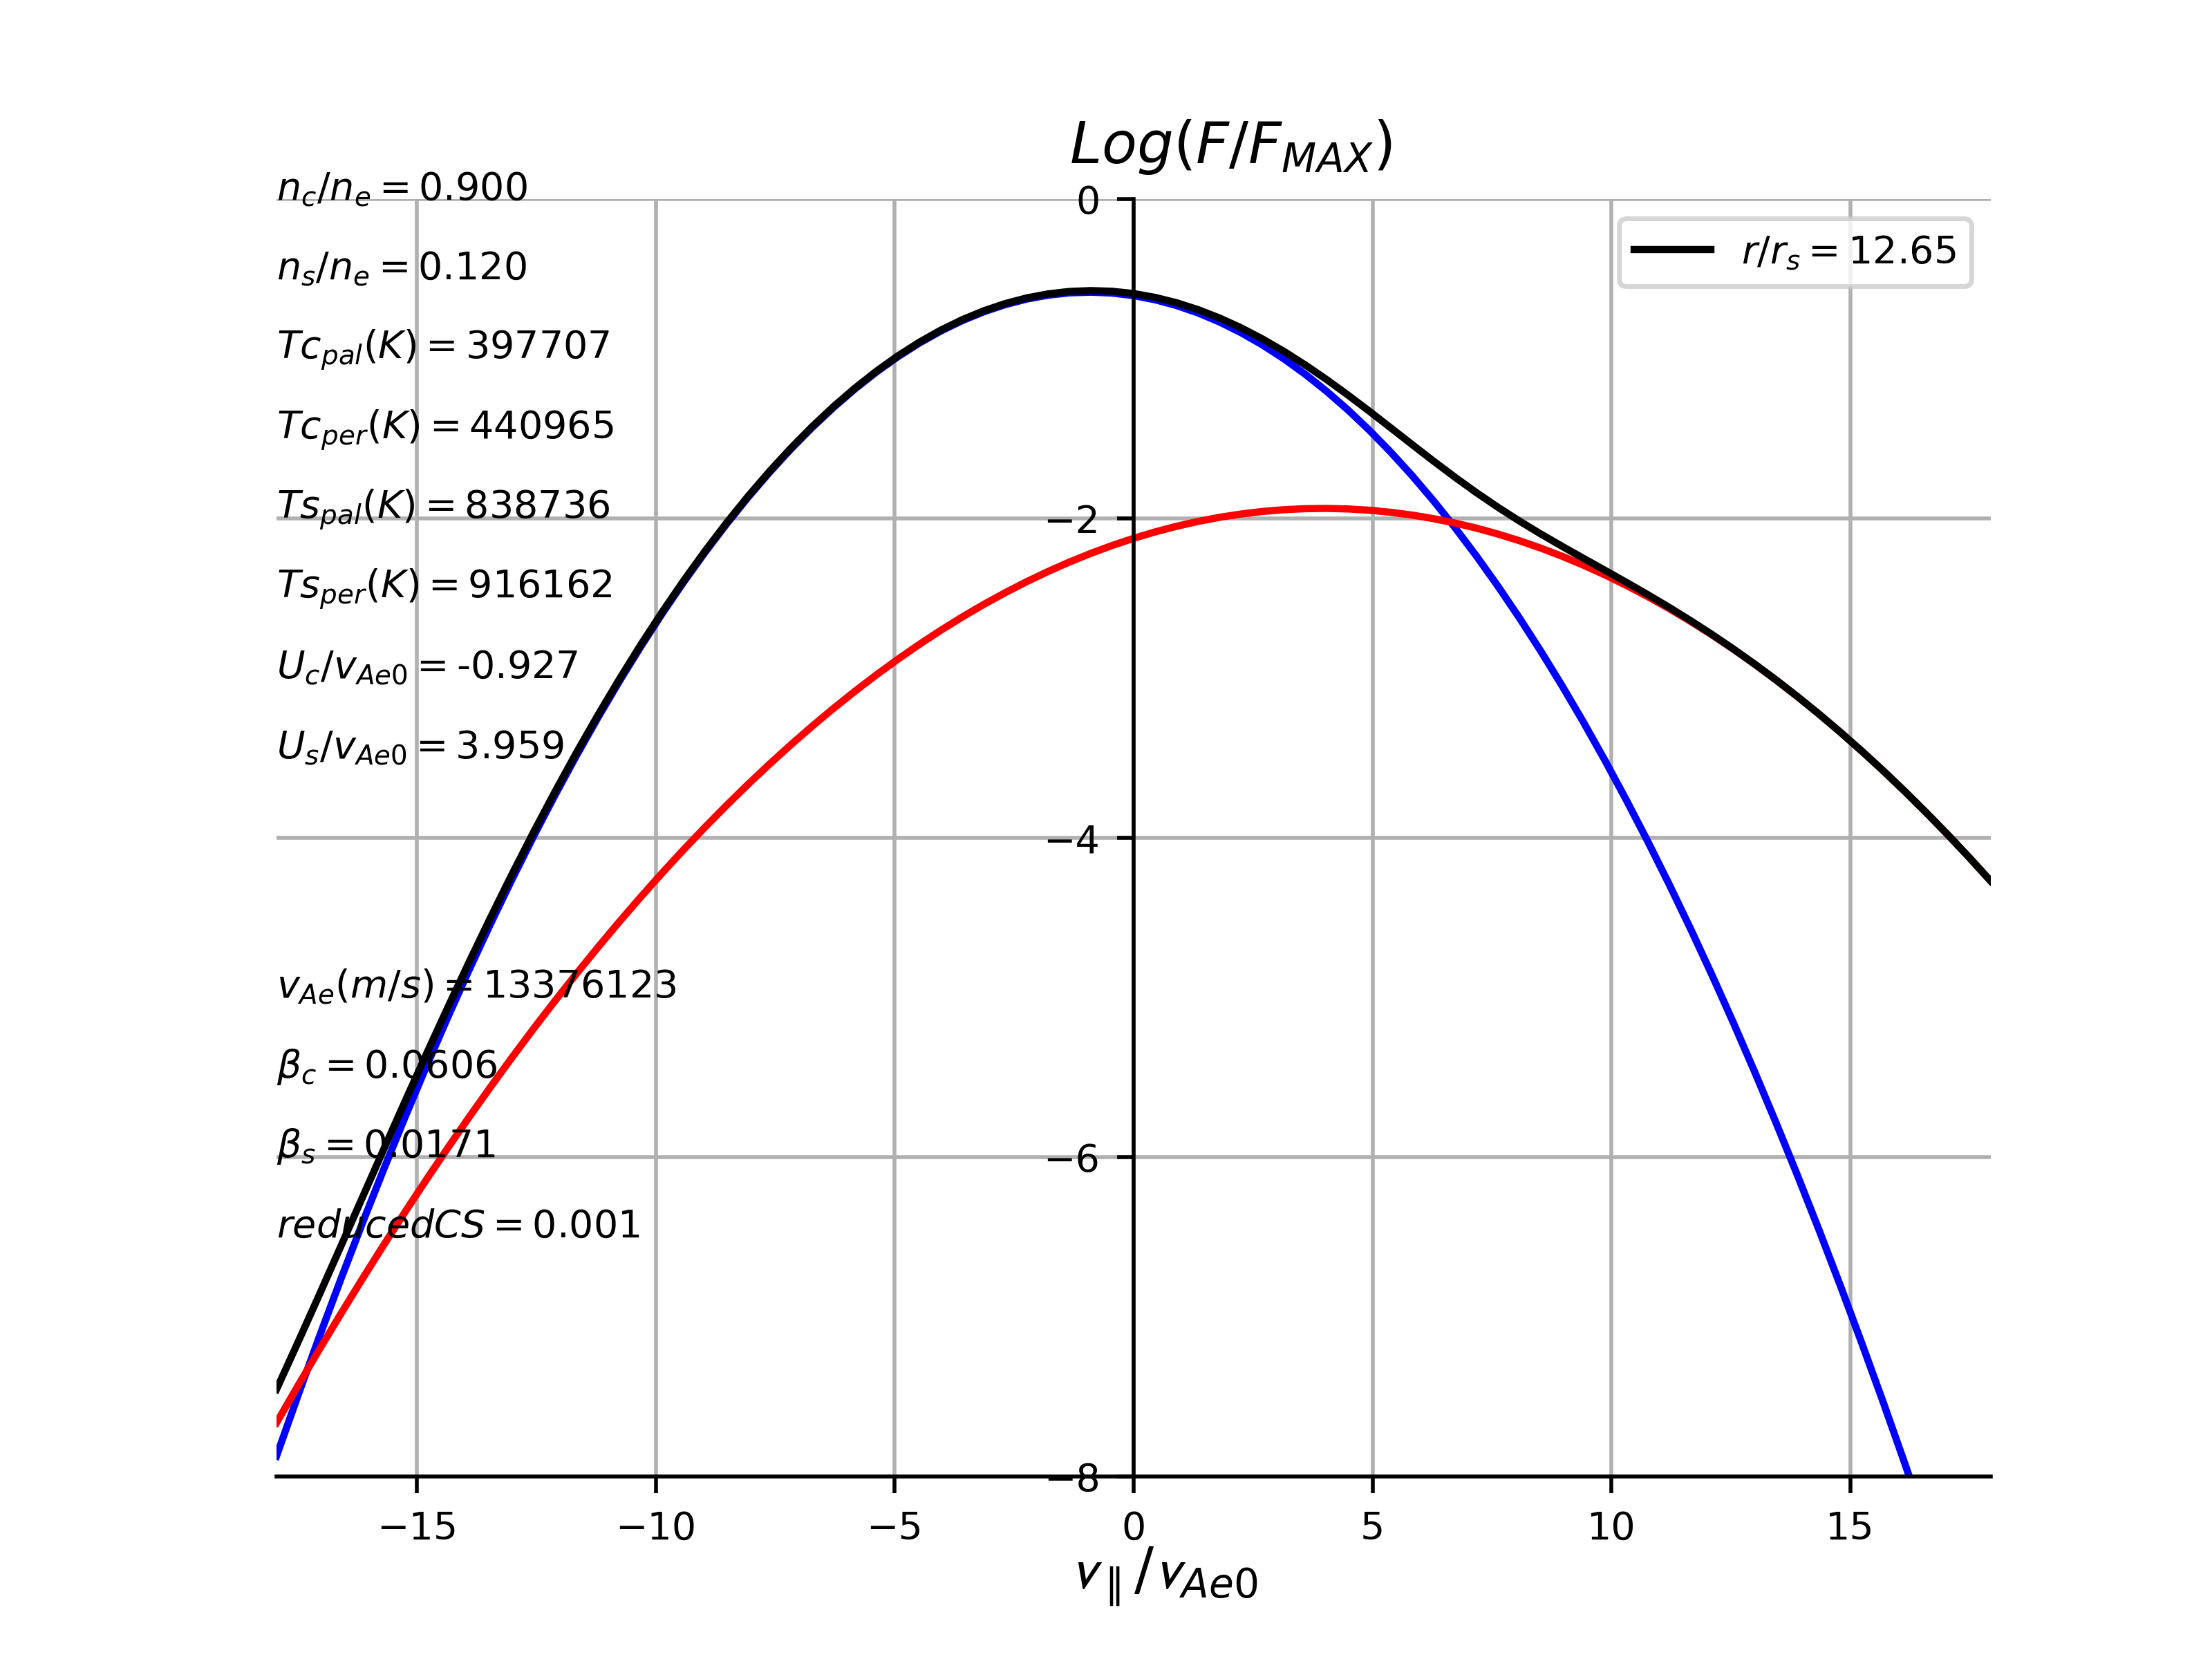 Log(F/F_MAX)
n_c/n_e = 0.900
n_s/n_e = 0.120
Tc_pal(K) = 397707
Tc_per(K) = 440965
Ts_pal(K) = 838736
Ts_per(K) = 916162
U_c/v_Ae0 = -0.927
U_s/v_Ae0 = 3.959
v_Ae(m/s) = 13376123
β_c = 0.0606
β_s = 0.0171
reducedCS = 0.001
r/r_s = 12.65
0
−2
−4
−6
−8
−15 −10 −5 0 5 10 15
v_∥/v_Ae0